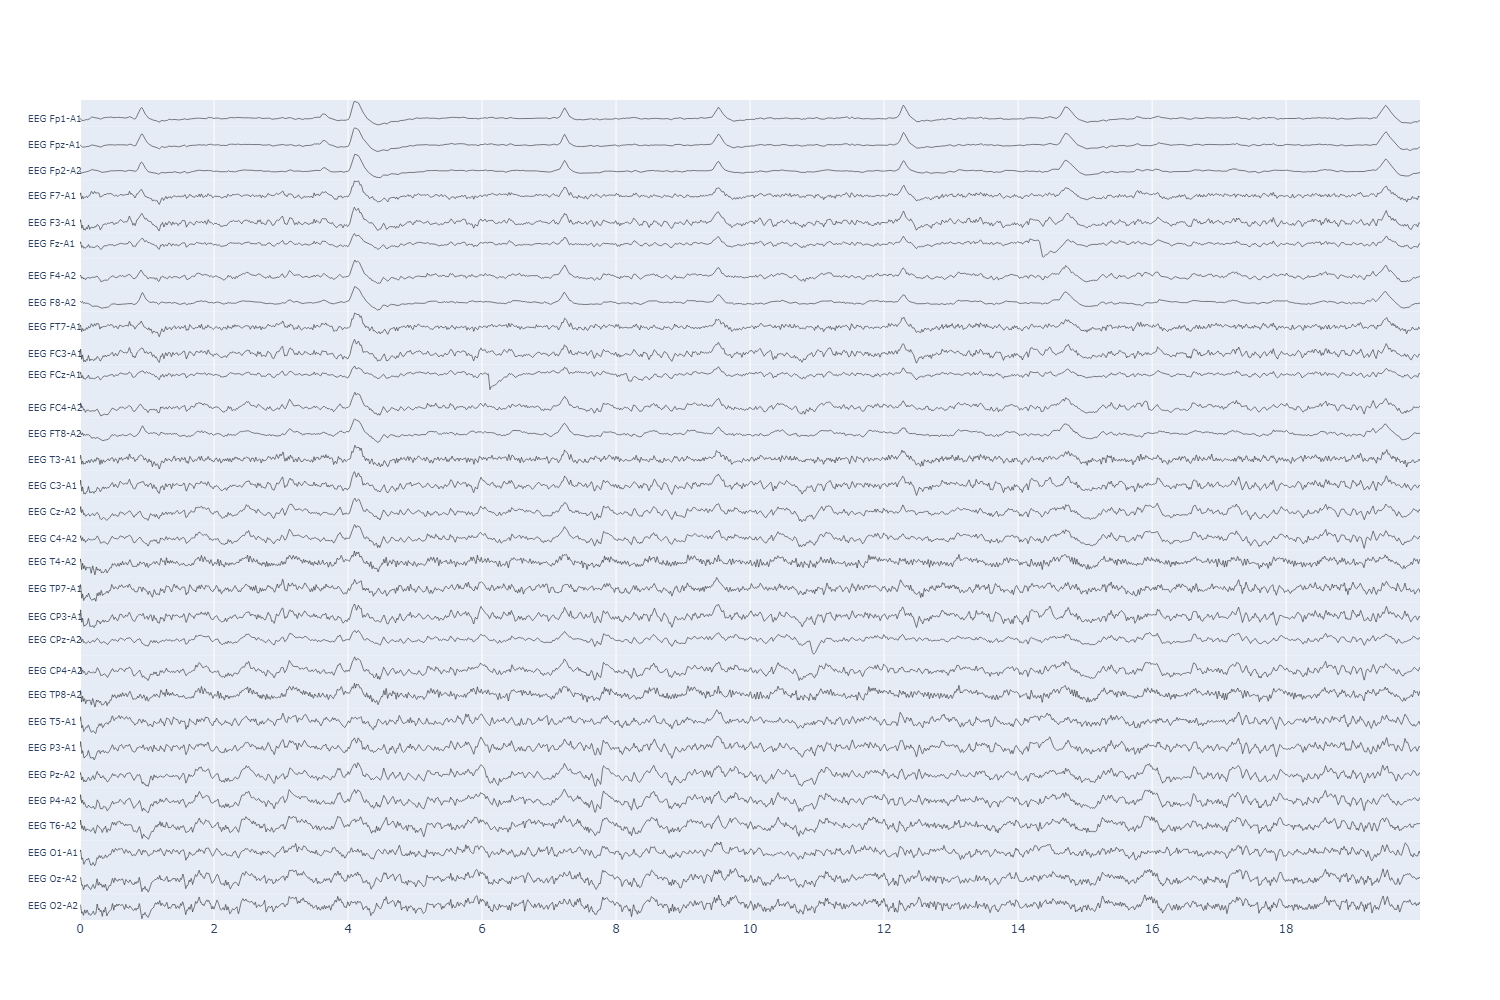 EEG Fp1-A1
EEG Fpz-A1
EEG Fp2-A2
EEG F7-A1
EEG F3-A1
EEG Fz-A1
EEG F4-A2
EEG F8-A2
EEG FT7-A1
EEG FC3-A1
EEG FCz-A1
EEG FC4-A2
EEG FT8-A2
EEG T3-A1
EEG C3-A1
EEG Cz-A2
EEG C4-A2
EEG T4-A2
EEG TP7-A1
EEG CP3-A1
EEG CPz-A2
EEG CP4-A2
EEG TP8-A2
EEG T5-A1
EEG P3-A1
EEG Pz-A2
EEG P4-A2
EEG T6-A2
EEG O1-A1
EEG Oz-A2
EEG O2-A2
0 2 4 6 8 10 12 14 16 18